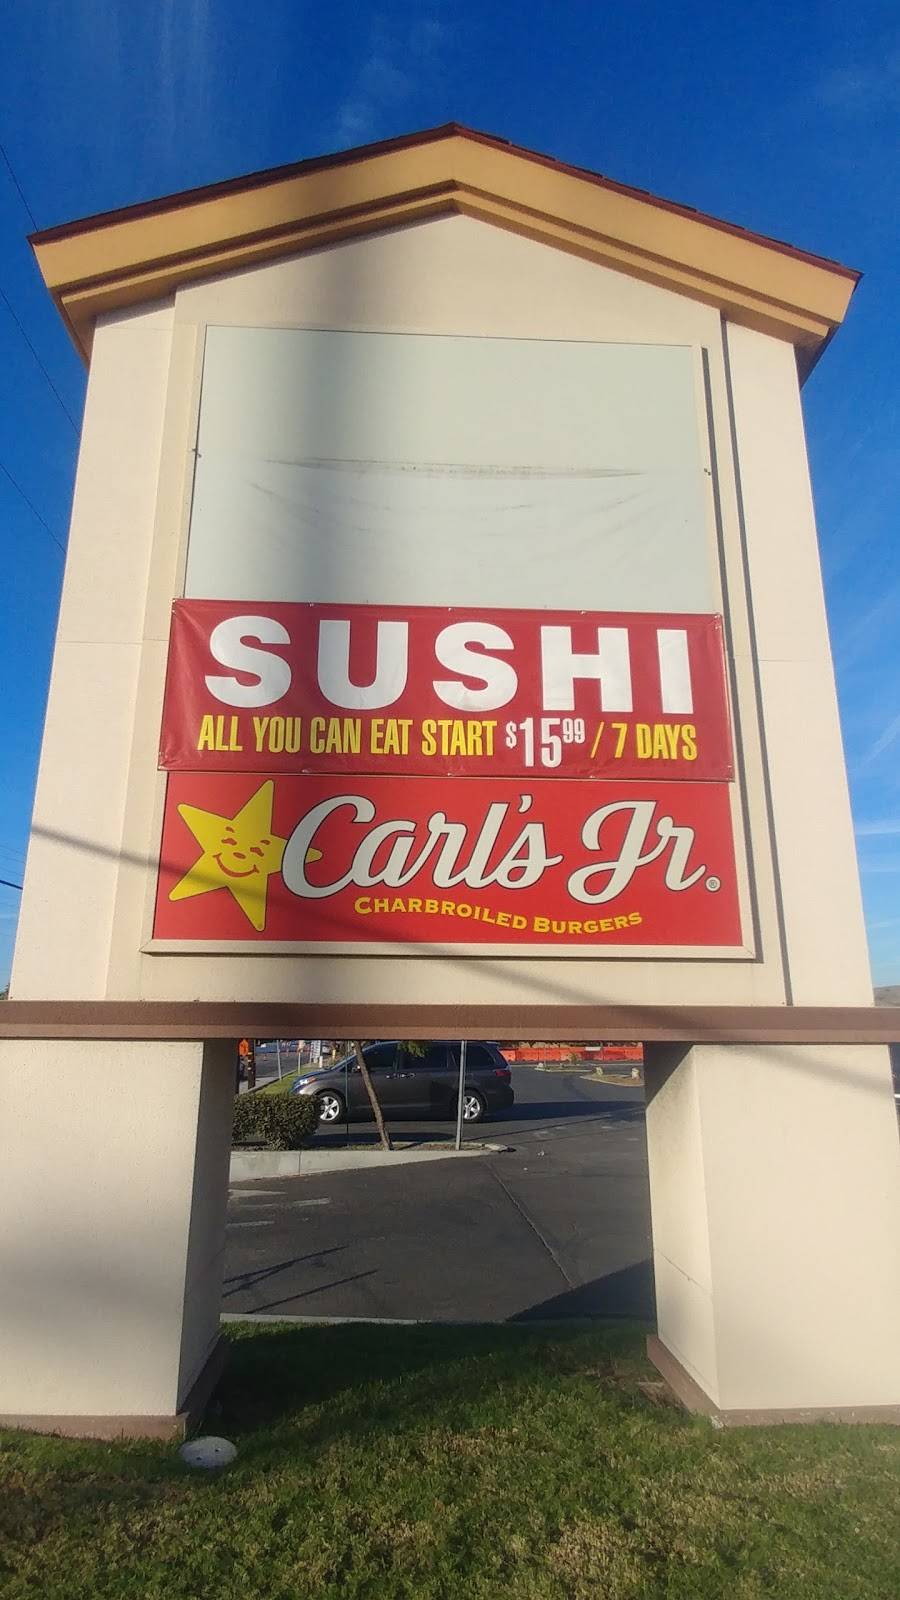 SUSHI
ALL YOU CAN EAT START $15.99 / 7 DAYS
Carl's Jr.®
CHARBROILED BURGERS